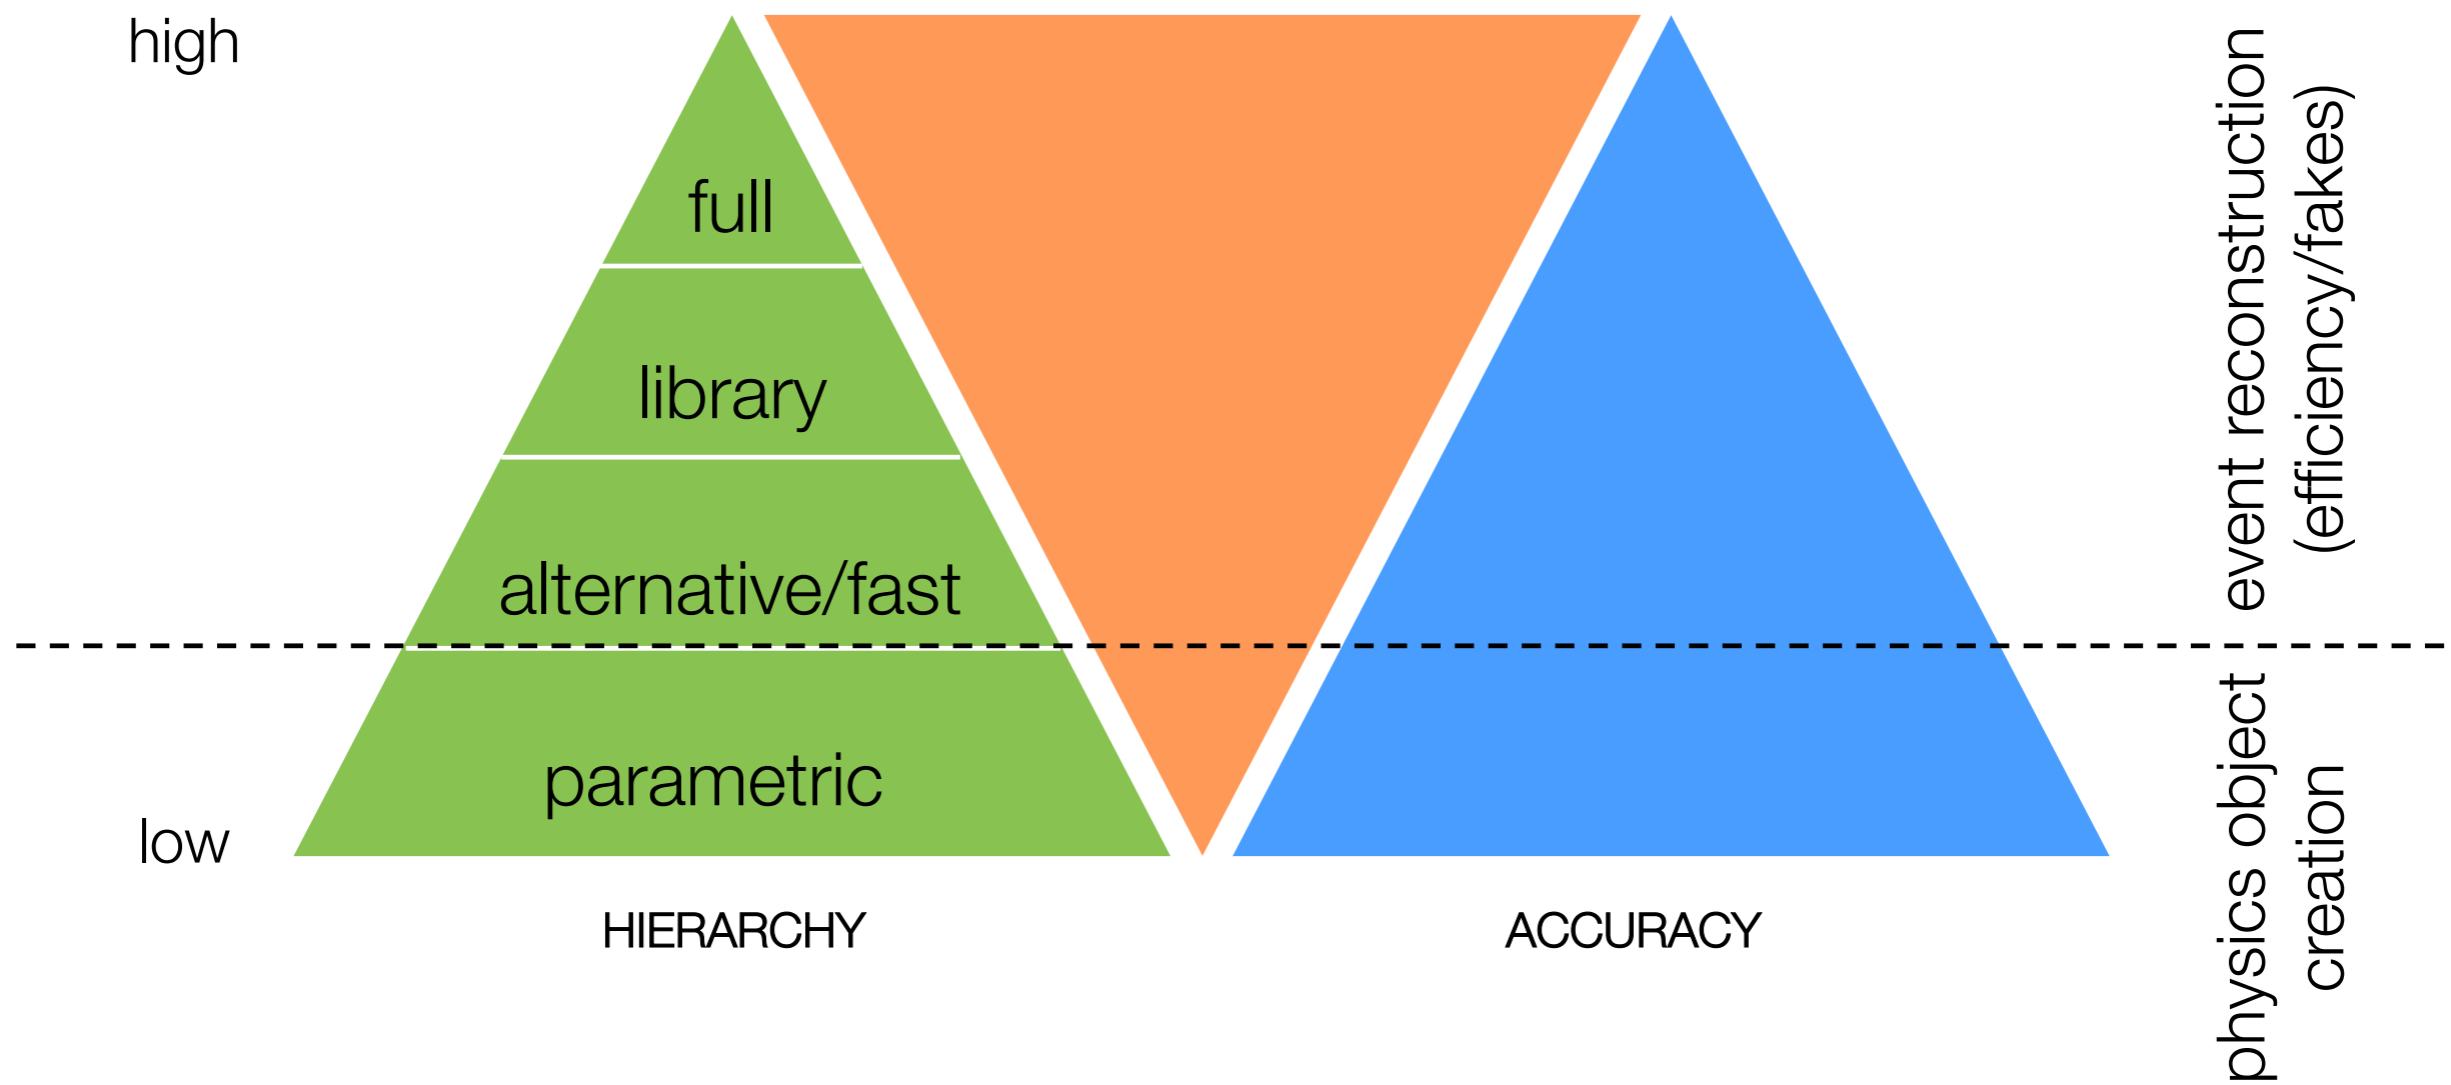 high
full
library
alternative/fast
parametric
low
HIERARCHY
ACCURACY
event reconstruction
(efficiency/fakes)
physics object
creation